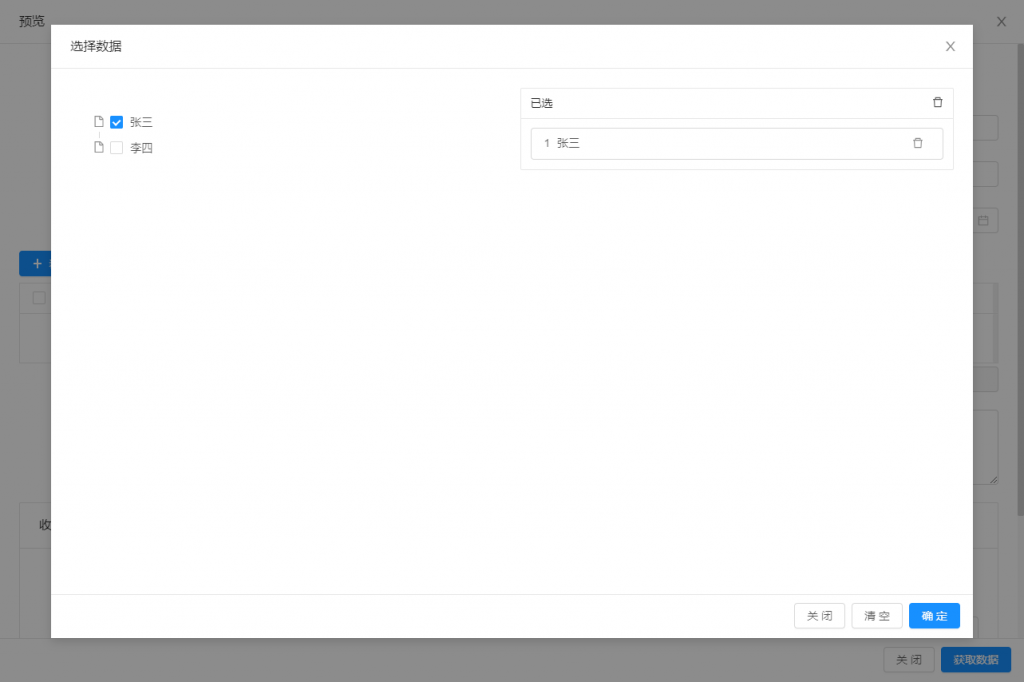 预览
选择数据
张三
李四
已选
1 张三
收
关 闭
清 空
确 定
关 闭
获取数据